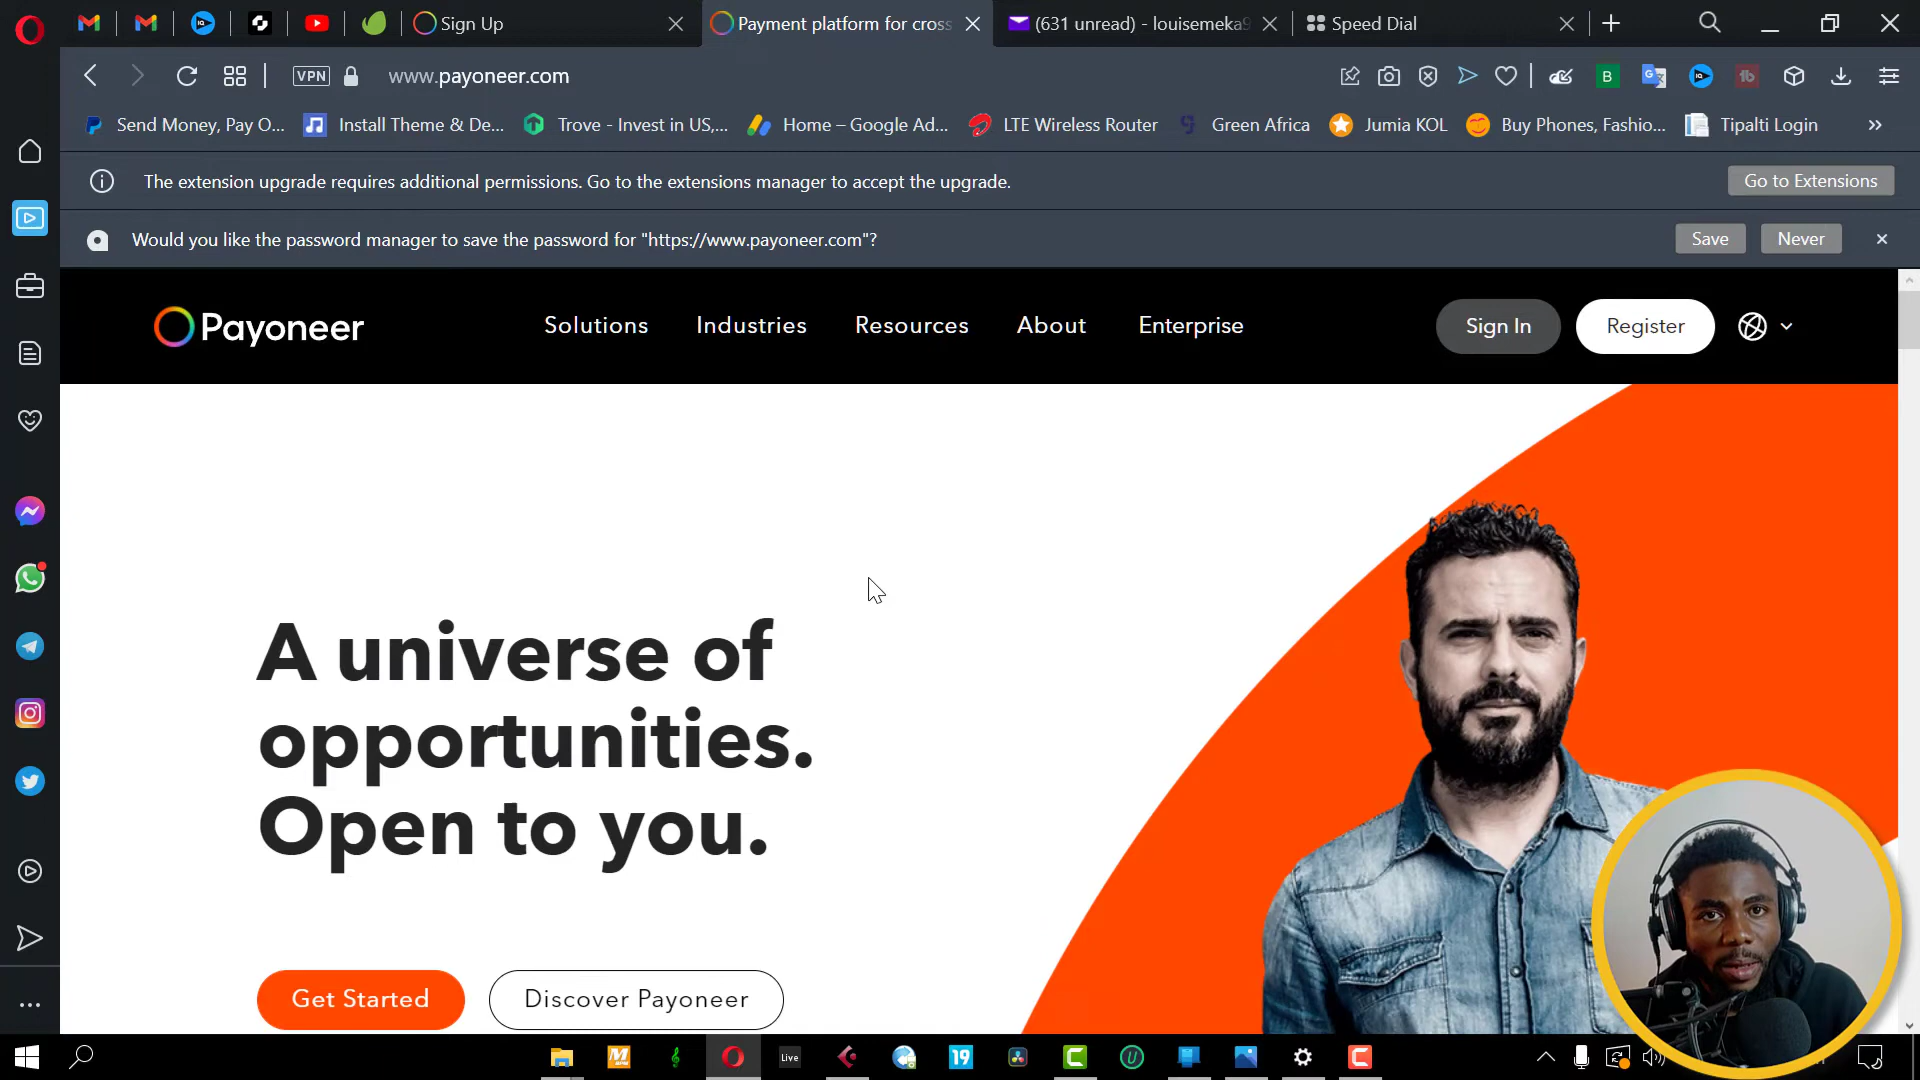 Sign Up
Payment platform for cross
(631 unread) - louisemeka9
Speed Dial
VPN
www.payoneer.com
B
Send Money, Pay O...
Install Theme & De...
Trove - Invest in US,...
Home – Google Ad...
LTE Wireless Router
Green Africa
Jumia KOL
Buy Phones, Fashio...
Tipalti Login
The extension upgrade requires additional permissions. Go to the extensions manager to accept the upgrade.
Go to Extensions
Would you like the password manager to save the password for "https://www.payoneer.com"?
Save
Never
Payoneer
Solutions
Industries
Resources
About
Enterprise
Sign In
Register
A universe of
opportunities.
Open to you.
Get Started
Discover Payoneer
Live
19